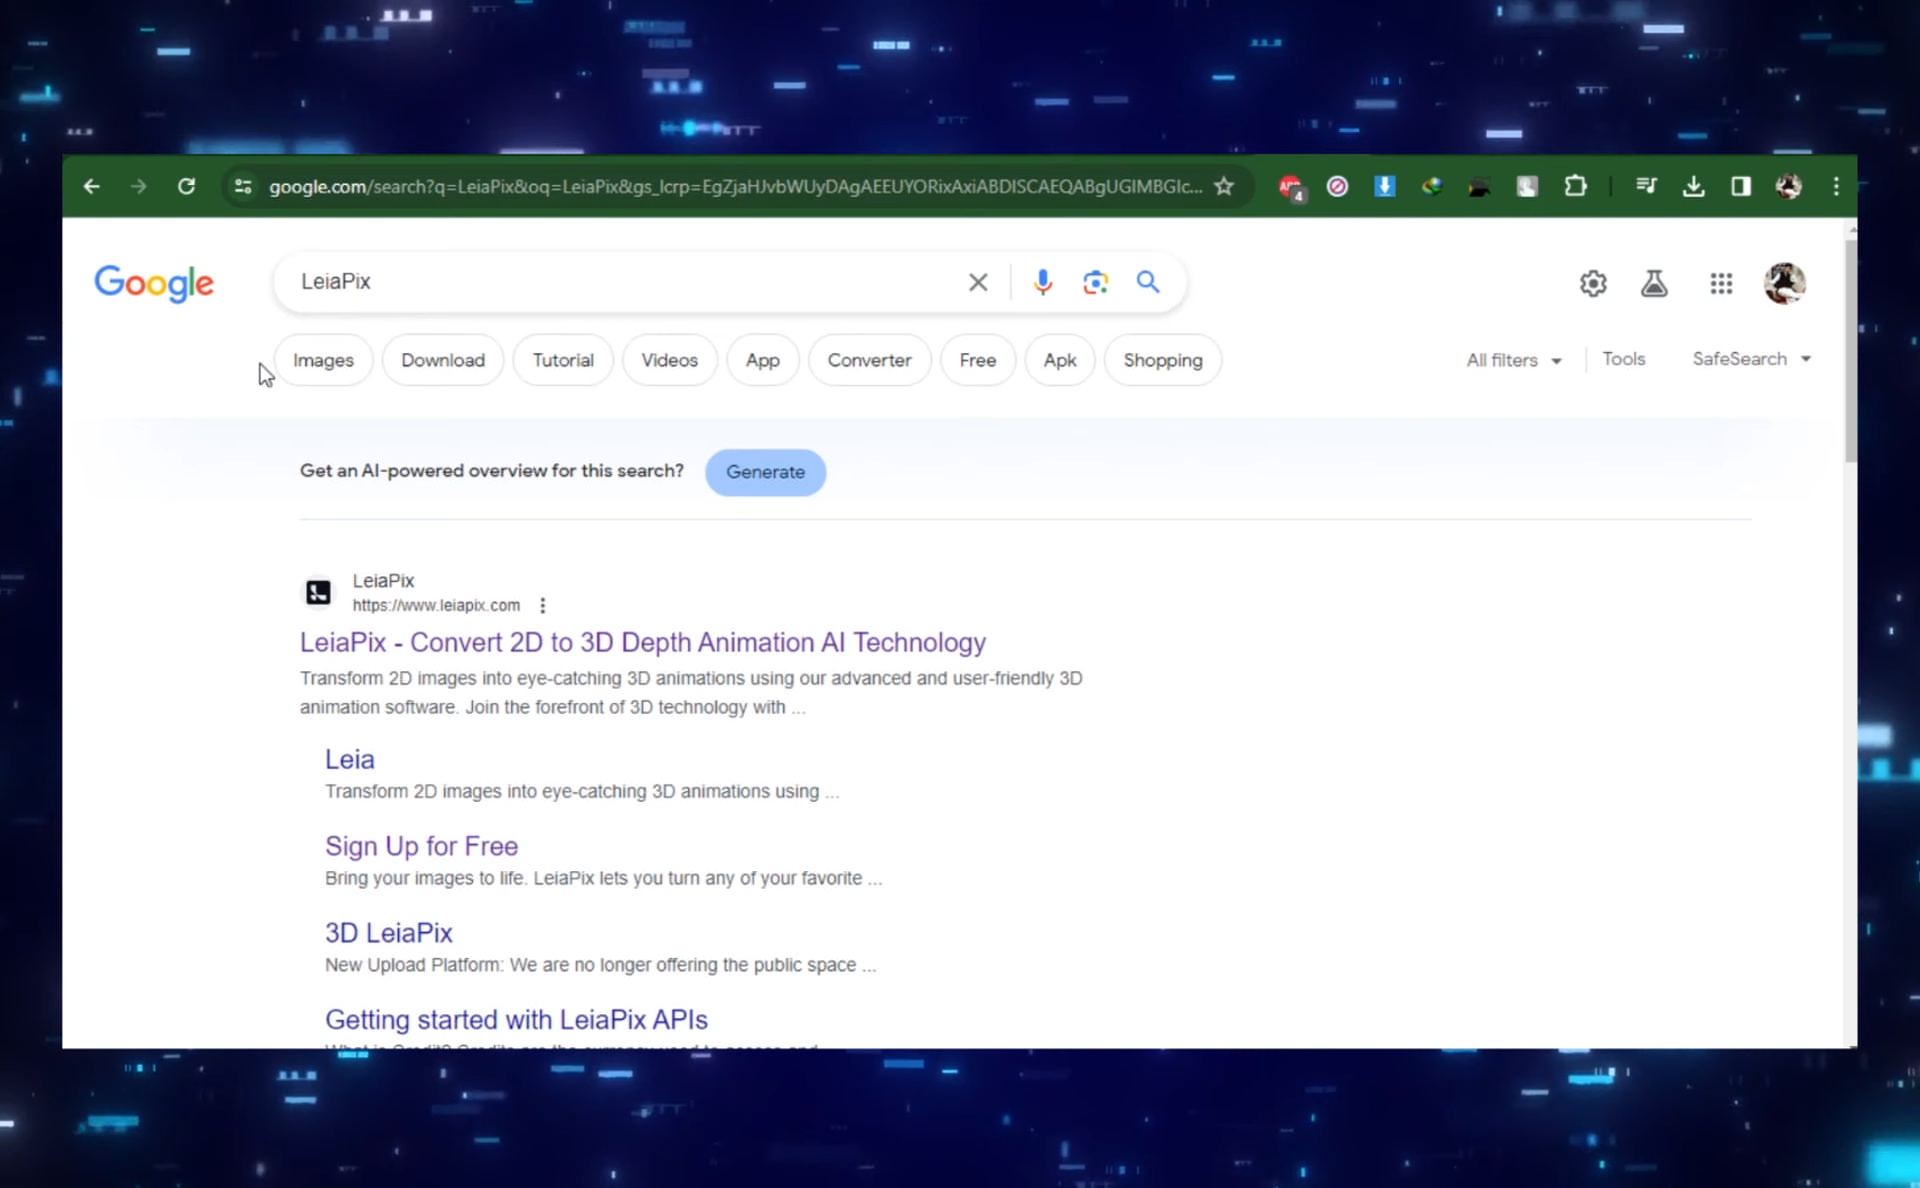 google.com/search?q=LeiaPix&oq=LeiaPix&gs_lcrp=EgZjaHJvbWUyDAgAEEUYORixAxiABDISCAEQABgUGIMBGIc...
4
Google
LeiaPix
Images Download Tutorial Videos App Converter Free Apk Shopping All filters Tools SafeSearch
Get an AI-powered overview for this search? Generate
LeiaPix
https://www.leiapix.com
LeiaPix - Convert 2D to 3D Depth Animation AI Technology
Transform 2D images into eye-catching 3D animations using our advanced and user-friendly 3D
animation software. Join the forefront of 3D technology with ...
Leia
Transform 2D images into eye-catching 3D animations using ...
Sign Up for Free
Bring your images to life. LeiaPix lets you turn any of your favorite ...
3D LeiaPix
New Upload Platform: We are no longer offering the public space ...
Getting started with LeiaPix APIs